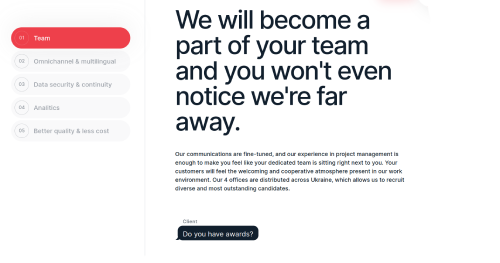 01 Team
02 Omnichannel & multilingual
03 Data security & continuity
04 Analitics
05 Better quality & less cost
We will become a
part of your team
and you won't even
notice we're far
away.
Our communications are fine-tuned, and our experience in project management is
enough to make you feel like your dedicated team is sitting right next to you. Your
customers will feel the welcoming and cooperative atmosphere present in our work
environment. Our 4 offices are distributed across Ukraine, which allows us to recruit
diverse and most outstanding candidates.
Client
Do you have awards?